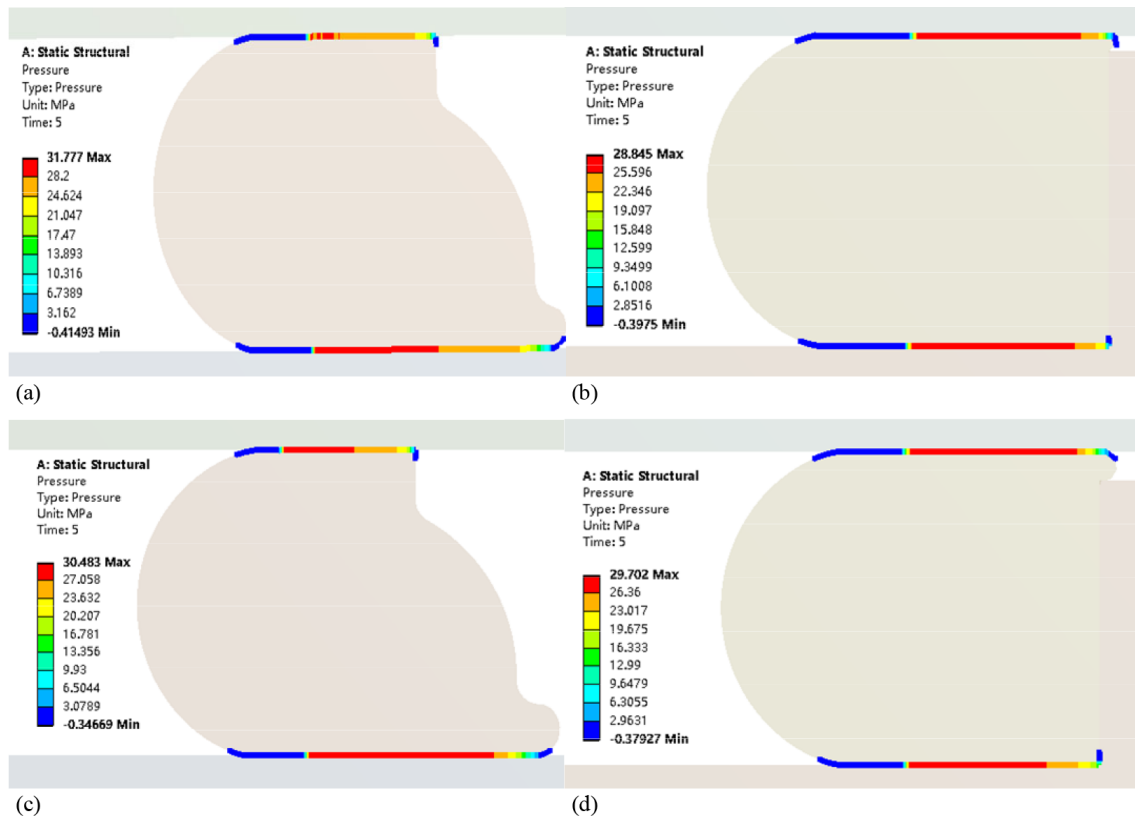 A: Static Structural
Pressure
Type: Pressure
Unit: MPa
Time: 5
31.777 Max
28.2
24.624
21.047
17.47
13.893
10.316
6.7389
3.162
-0.41493 Min
(a)
A: Static Structural
Pressure
Type: Pressure
Unit: MPa
Time: 5
28.845 Max
25.596
22.346
19.097
15.848
12.599
9.3499
6.1008
2.8516
-0.3975 Min
(b)
A: Static Structural
Pressure
Type: Pressure
Unit: MPa
Time: 5
30.483 Max
27.058
23.632
20.207
16.781
13.356
9.93
6.5044
3.0789
-0.34669 Min
(c)
A: Static Structural
Pressure
Type: Pressure
Unit: MPa
Time: 5
29.702 Max
26.36
23.017
19.675
16.333
12.99
9.6479
6.3055
2.9631
-0.37927 Min
(d)